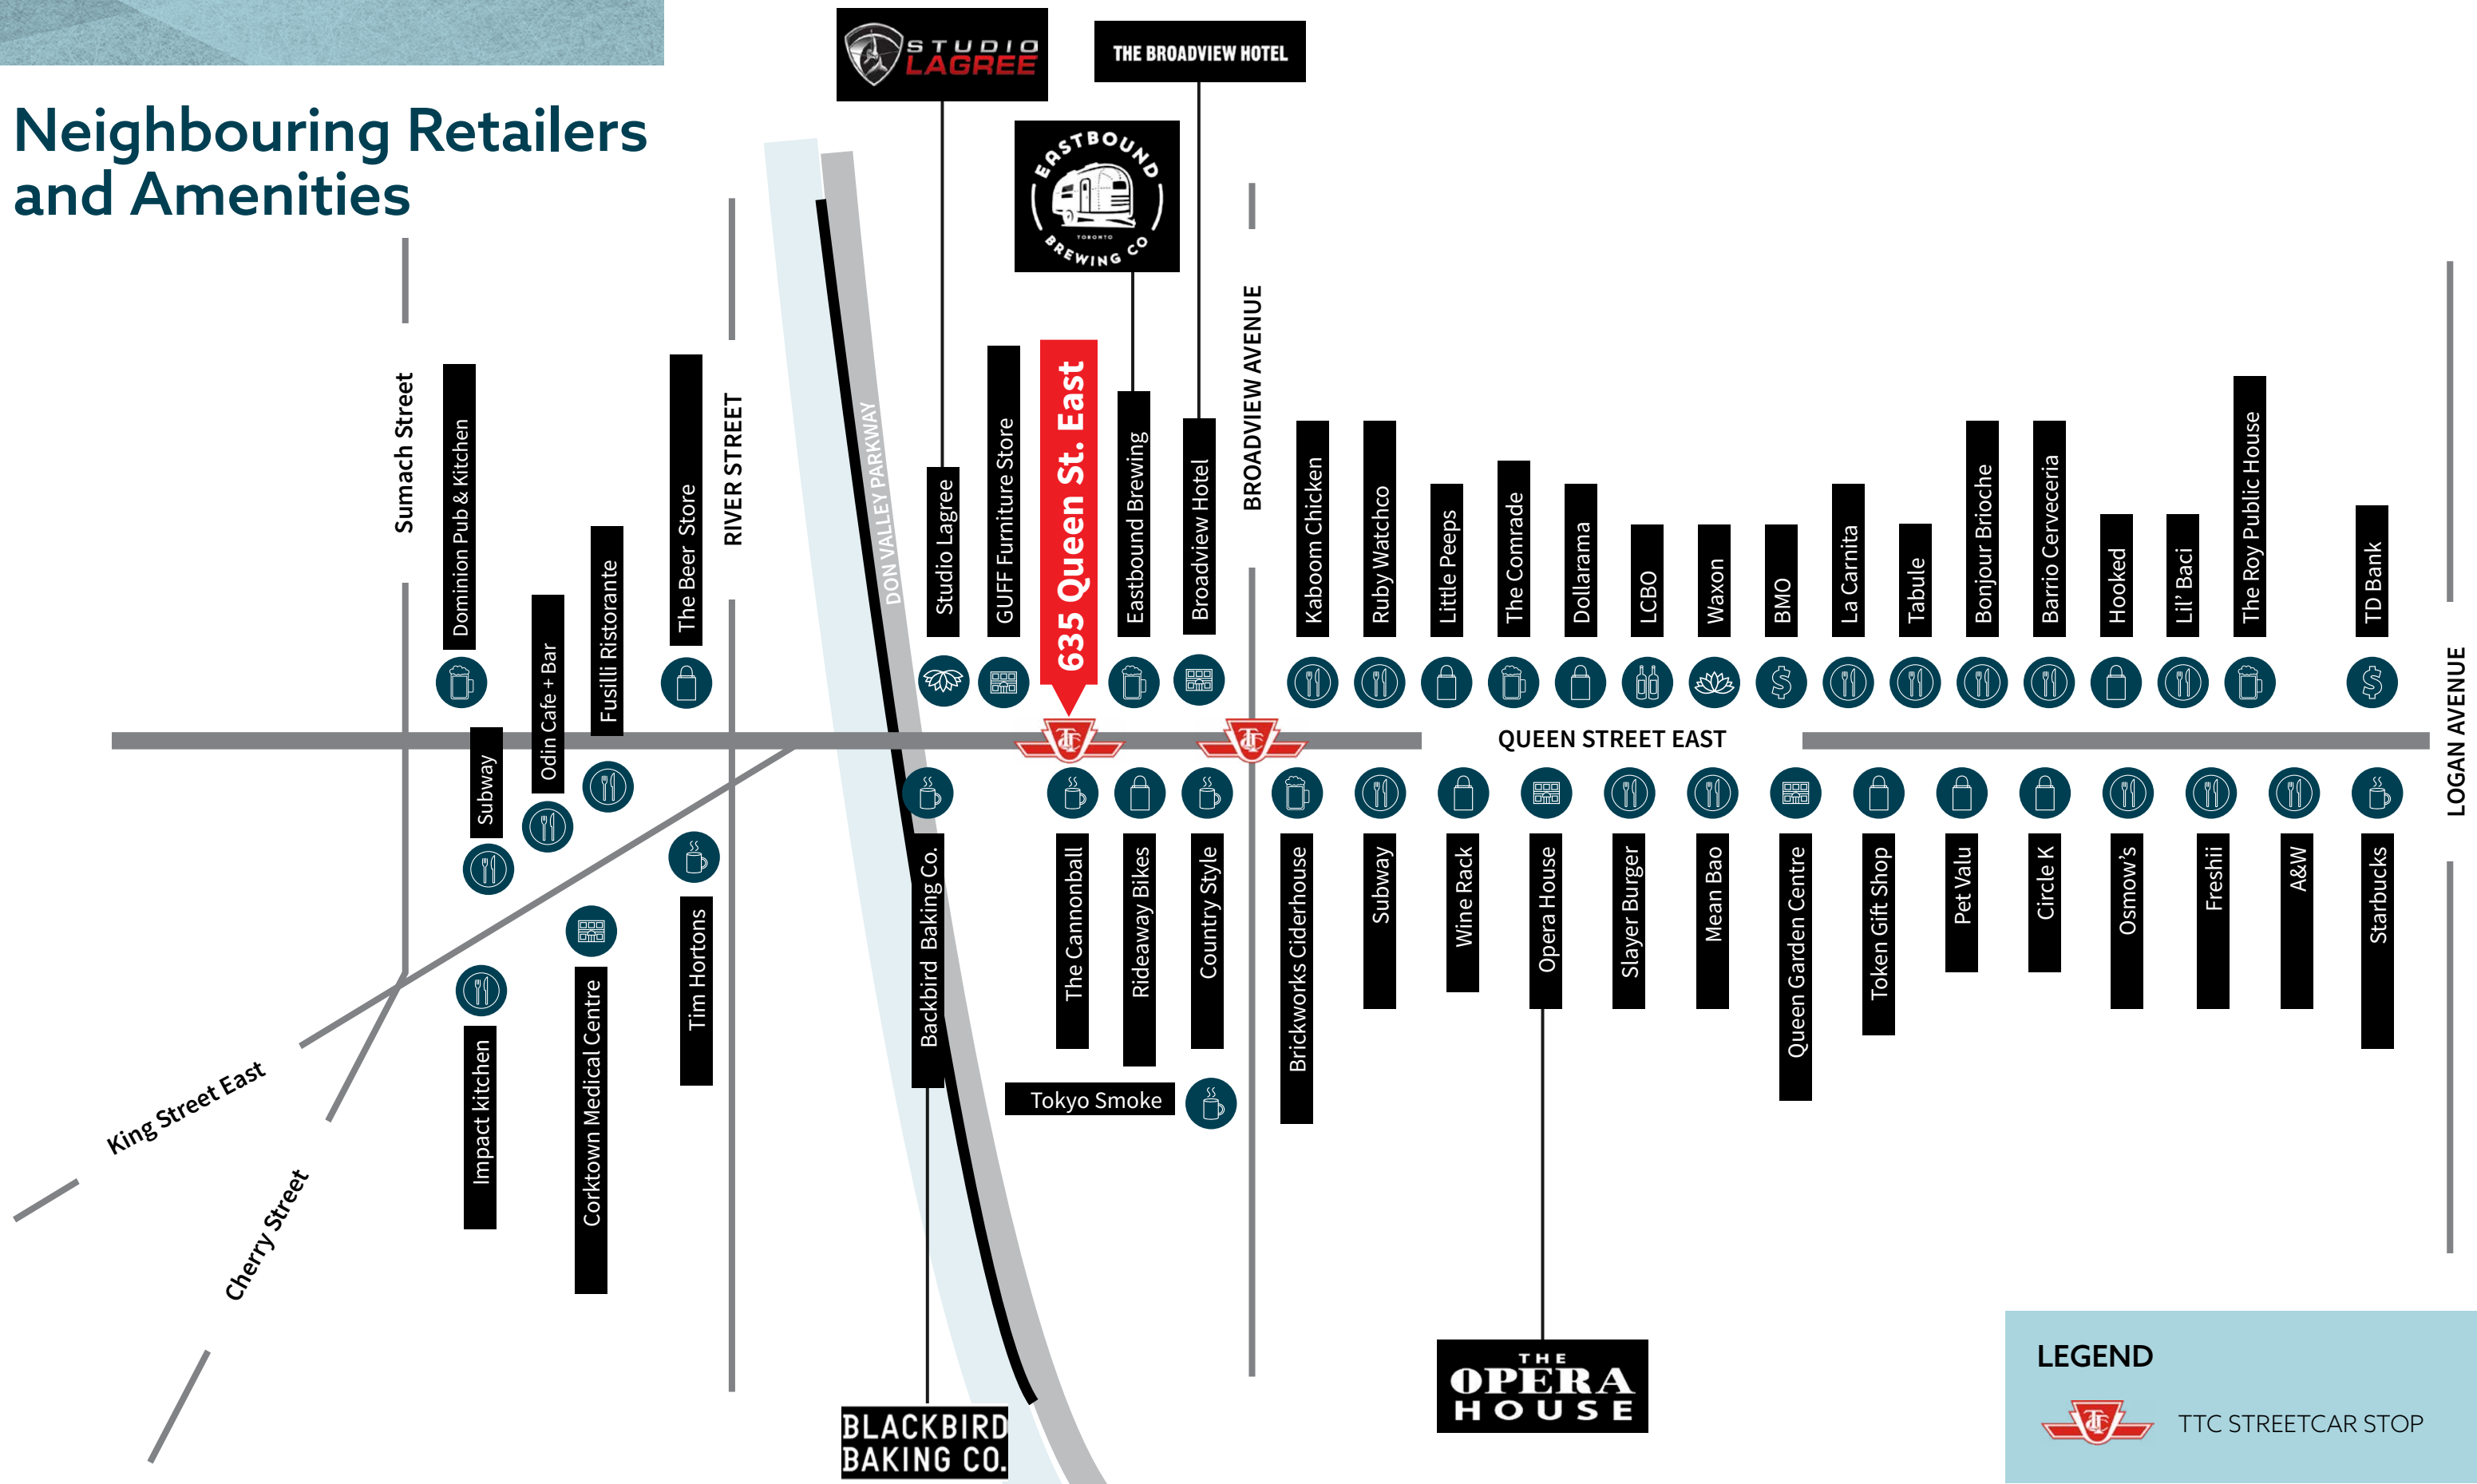 Neighbouring Retailers
and Amenities
STUDIO
LAGREE
THE BROADVIEW HOTEL
EASTBOUND
TORONTO
BREWING CO
Sumach Street
Dominion Pub & Kitchen
Subway
Odin Cafe + Bar
Fusilli Ristorante
The Beer Store
RIVER STREET
DON VALLEY PARKWAY
Studio Lagree
GUFF Furniture Store
635 Queen St. East
Eastbound Brewing
Broadview Hotel
BROADVIEW AVENUE
Kaboom Chicken
Ruby Watchco
Little Peeps
The Comrade
Dollarama
LCBO
Waxon
BMO
La Carnita
Tabule
Bonjour Brioche
Barrio Cerveceria
Hooked
Lil’ Baci
The Roy Public House
TD Bank
LOGAN AVENUE
TTC
TTC
QUEEN STREET EAST
King Street East
Cherry Street
Impact kitchen
Corktown Medical Centre
Tim Hortons
Backbird Baking Co.
The Cannonball
Rideaway Bikes
Country Style
Tokyo Smoke
Brickworks Ciderhouse
Subway
Wine Rack
Opera House
Slayer Burger
Mean Bao
Queen Garden Centre
Token Gift Shop
Pet Valu
Circle K
Osmow’s
Freshii
A&W
Starbucks
BLACKBIRD
BAKING CO.
THE
OPERA
HOUSE
LEGEND
TTC
TTC STREETCAR STOP